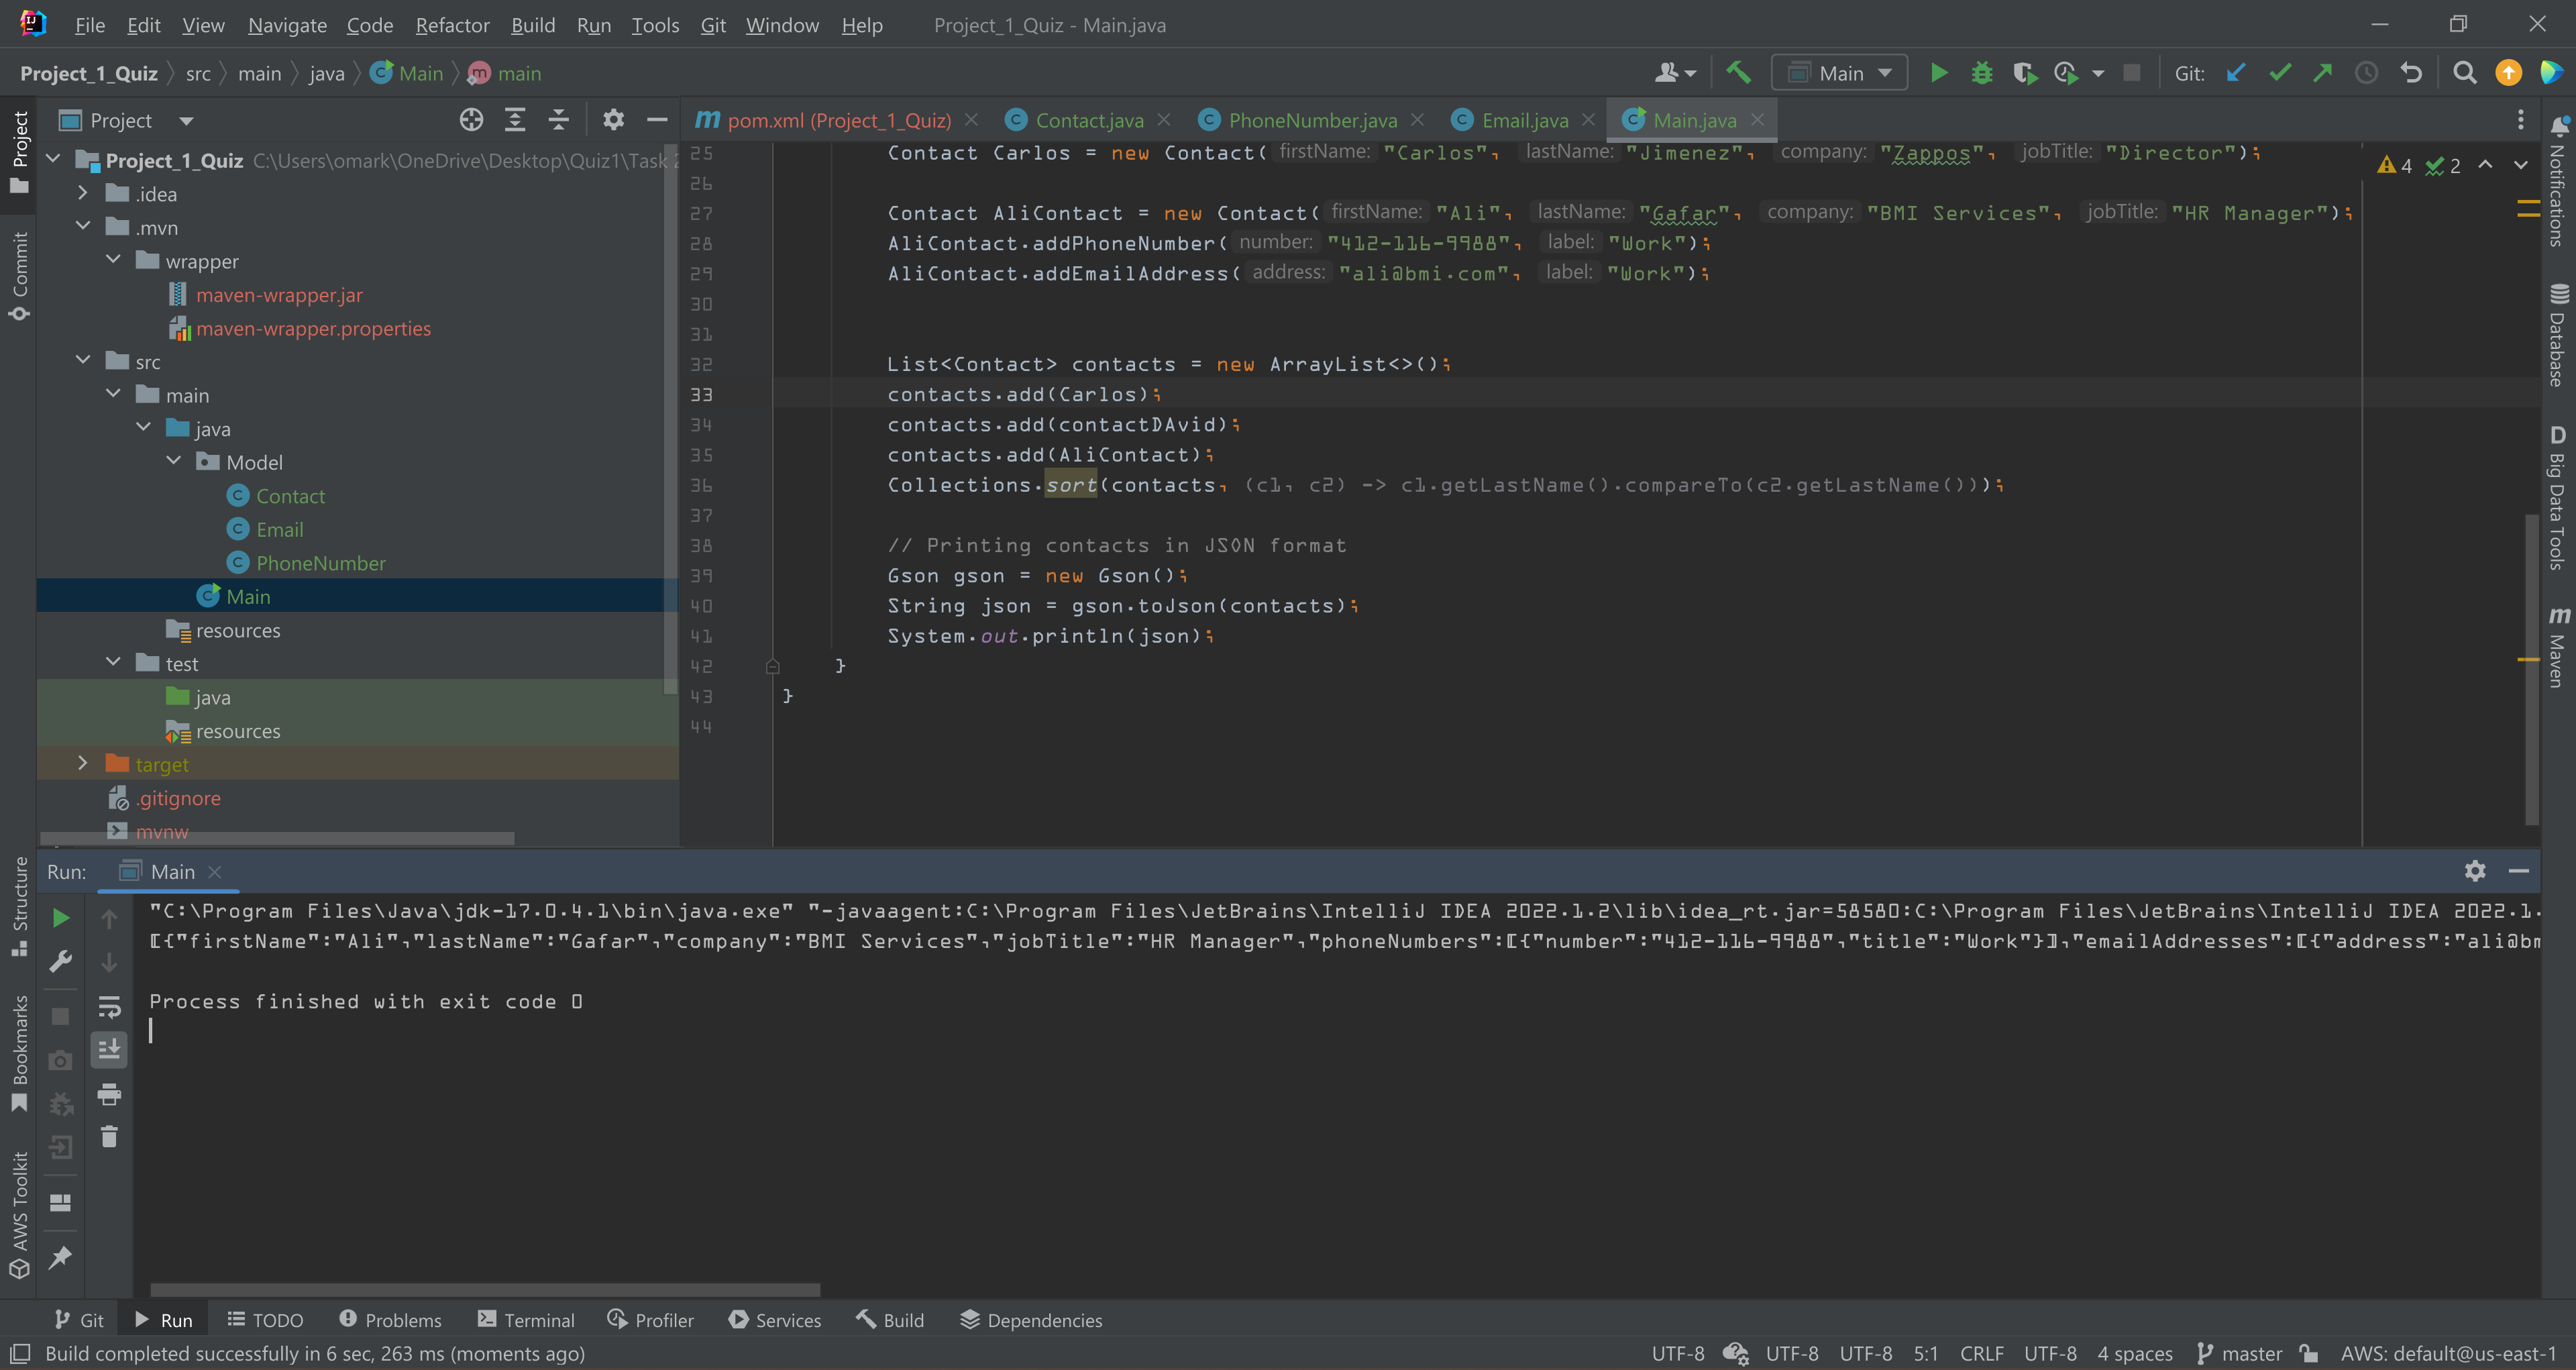 File Edit View Navigate Code Refactor Build Run Tools Git Window Help Project_1_Quiz - Main.java
Project_1_Quiz src main java Main main
Main Git:
Project
pom.xml (Project_1_Quiz) Contact.java PhoneNumber.java Email.java Main.java
Project
Commit
Structure
Bookmarks
AWS Toolkit
Project_1_Quiz C:\Users\omark\OneDrive\Desktop\Quiz1\Task 2
.idea
.mvn
wrapper
maven-wrapper.jar
maven-wrapper.properties
src
main
java
Model
Contact
Email
PhoneNumber
Main
resources
test
java
resources
target
.gitignore
mvnw
4 2
25 Contact Carlos = new Contact( firstName: "Carlos", lastName: "Jimenez", company: "Zappos", jobTitle: "Director");
26
27 Contact AliContact = new Contact( firstName: "Ali", lastName: "Gafar", company: "BMI Services", jobTitle: "HR Manager");
28 AliContact.addPhoneNumber( number: "412-116-9988", label: "Work");
29 AliContact.addEmailAddress( address: "ali@bmi.com", label: "Work");
30
31
32 List<Contact> contacts = new ArrayList<>();
33 contacts.add(Carlos);
34 contacts.add(contactDAvid);
35 contacts.add(AliContact);
36 Collections.sort(contacts, (c1, c2) -> c1.getLastName().compareTo(c2.getLastName()));
37
38 // Printing contacts in JSON format
39 Gson gson = new Gson();
40 String json = gson.toJson(contacts);
41 System.out.println(json);
42 }
43 }
44
Notifications
Database
D Big Data Tools
Maven
Run: Main
"C:\Program Files\Java\jdk-17.0.4.1\bin\java.exe" "-javaagent:C:\Program Files\JetBrains\IntelliJ IDEA 2022.1.2\lib\idea_rt.jar=58580:C:\Program Files\JetBrains\IntelliJ IDEA 2022.1.
[{"firstName":"Ali","lastName":"Gafar","company":"BMI Services","jobTitle":"HR Manager","phoneNumbers":[{"number":"412-116-9988","title":"Work"}],"emailAddresses":[{"address":"ali@bm
Process finished with exit code 0
Git Run TODO Problems Terminal Profiler Services Build Dependencies
Build completed successfully in 6 sec, 263 ms (moments ago) UTF-8 UTF-8 UTF-8 5:1 CRLF UTF-8 4 spaces master AWS: default@us-east-1